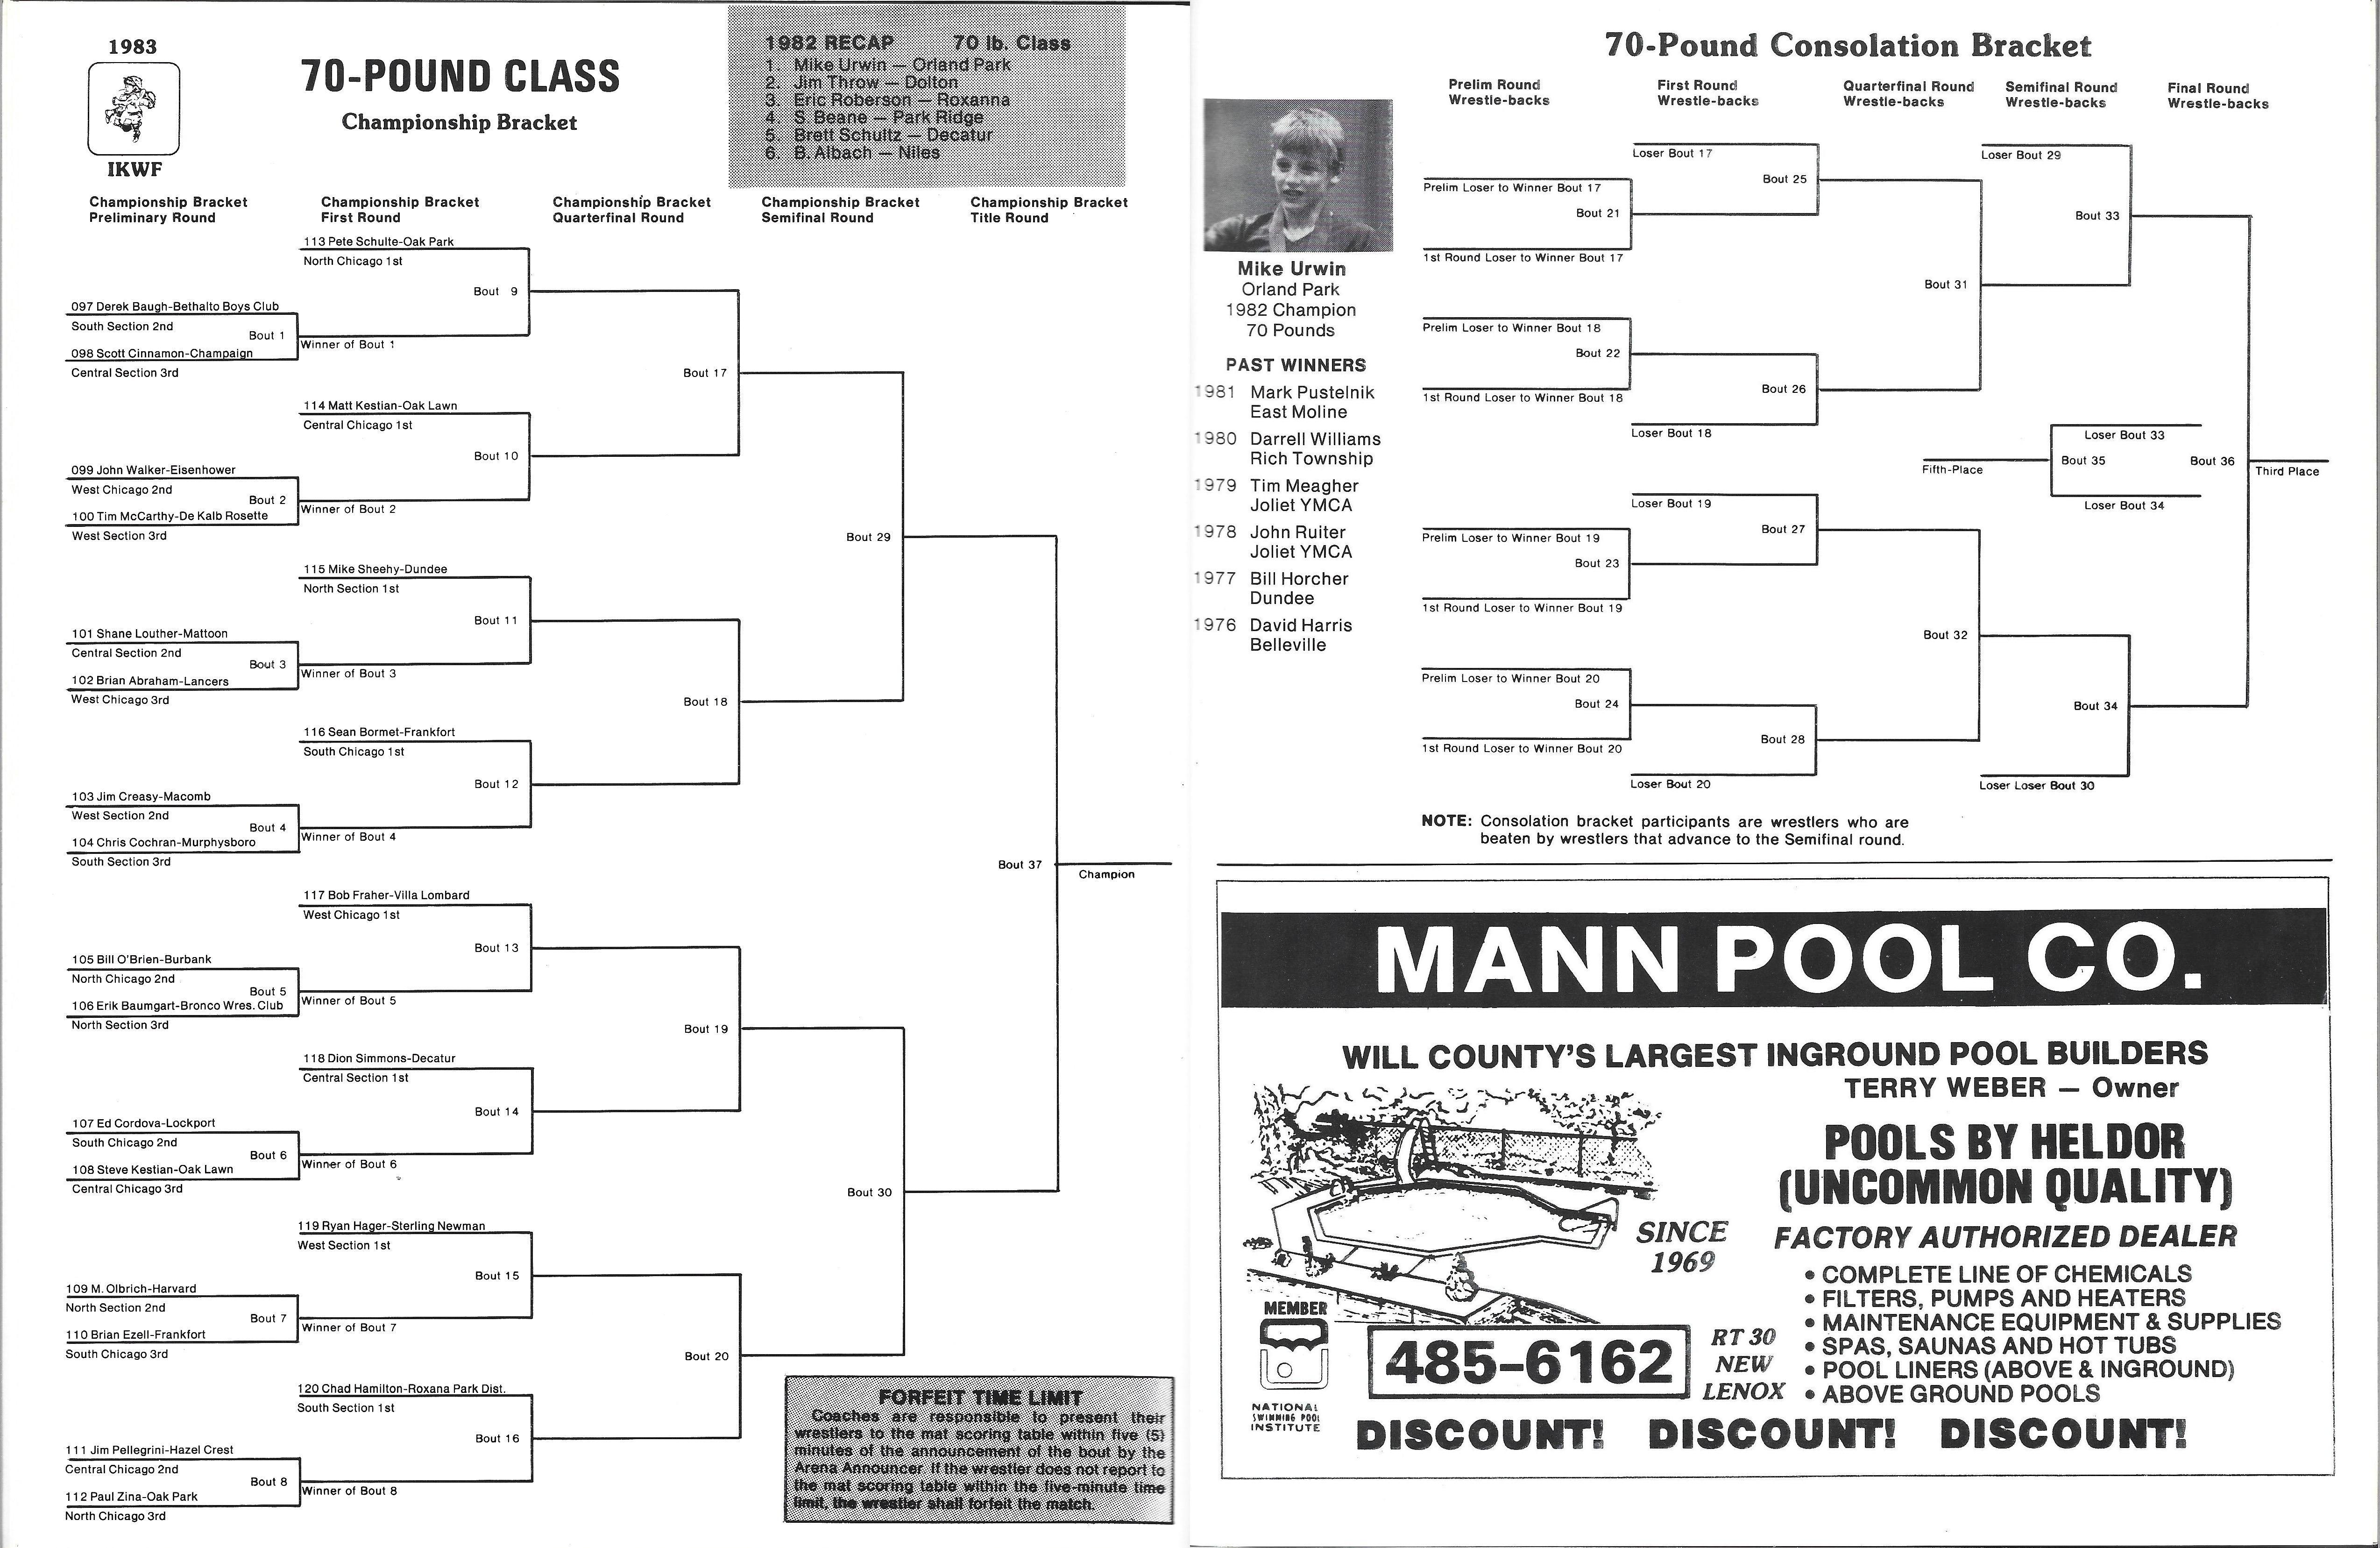 1983
IKWF
70-POUND CLASS
Championship Bracket
1982 RECAP 70 lb. Class
1. Mike Urwin — Orland Park
2. Jim Throw — Dolton
3. Eric Roberson — Roxanna
4. S. Beane — Park Ridge
5. Brett Schultz — Decatur
6. B. Albach — Niles
Championship Bracket
Preliminary Round
Championship Bracket
First Round
Championship Bracket
Quarterfinal Round
Championship Bracket
Semifinal Round
Championship Bracket
Title Round
113 Pete Schulte-Oak Park
North Chicago 1st
Bout 9
097 Derek Baugh-Bethalto Boys Club
South Section 2nd
Bout 1
Winner of Bout 1
098 Scott Cinnamon-Champaign
Central Section 3rd
Bout 17
114 Matt Kestian-Oak Lawn
Central Chicago 1st
Bout 10
099 John Walker-Eisenhower
West Chicago 2nd
Bout 2
Winner of Bout 2
100 Tim McCarthy-De Kalb Rosette
West Section 3rd
Bout 29
115 Mike Sheehy-Dundee
North Section 1st
Bout 11
101 Shane Louther-Mattoon
Central Section 2nd
Bout 3
Winner of Bout 3
102 Brian Abraham-Lancers
West Chicago 3rd
Bout 18
116 Sean Bormet-Frankfort
South Chicago 1st
Bout 12
103 Jim Creasy-Macomb
West Section 2nd
Bout 4
Winner of Bout 4
104 Chris Cochran-Murphysboro
South Section 3rd
Bout 37
Champion
117 Bob Fraher-Villa Lombard
West Chicago 1st
Bout 13
105 Bill O'Brien-Burbank
North Chicago 2nd
Bout 5
Winner of Bout 5
106 Erik Baumgart-Bronco Wres. Club
North Section 3rd
Bout 19
118 Dion Simmons-Decatur
Central Section 1st
Bout 14
107 Ed Cordova-Lockport
South Chicago 2nd
Bout 6
Winner of Bout 6
108 Steve Kestian-Oak Lawn
Central Chicago 3rd
Bout 30
119 Ryan Hager-Sterling Newman
West Section 1st
Bout 15
109 M. Olbrich-Harvard
North Section 2nd
Bout 7
Winner of Bout 7
110 Brian Ezell-Frankfort
South Chicago 3rd
Bout 20
120 Chad Hamilton-Roxana Park Dist.
South Section 1st
Bout 16
111 Jim Pellegrini-Hazel Crest
Central Chicago 2nd
Bout 8
Winner of Bout 8
112 Paul Zina-Oak Park
North Chicago 3rd
FORFEIT TIME LIMIT
Coaches are responsible to present their
wrestlers to the mat scoring table within five (5)
minutes of the announcement of the bout by the
Arena Announcer. If the wrestler does not report to
the mat scoring table within the five-minute time
limit, the wrestler shall forfeit the match.
70-Pound Consolation Bracket
Prelim Round
Wrestle-backs
First Round
Wrestle-backs
Quarterfinal Round
Wrestle-backs
Semifinal Round
Wrestle-backs
Final Round
Wrestle-backs
Mike Urwin
Orland Park
1982 Champion
70 Pounds
PAST WINNERS
1981 Mark Pustelnik
East Moline
1980 Darrell Williams
Rich Township
1979 Tim Meagher
Joliet YMCA
1978 John Ruiter
Joliet YMCA
1977 Bill Horcher
Dundee
1976 David Harris
Belleville
Loser Bout 17
Bout 25
Prelim Loser to Winner Bout 17
Bout 21
1st Round Loser to Winner Bout 17
Loser Bout 29
Bout 33
Bout 31
Prelim Loser to Winner Bout 18
Bout 22
1st Round Loser to Winner Bout 18
Bout 26
Loser Bout 18
Loser Bout 33
Fifth-Place
Bout 35
Bout 36
Third Place
Loser Boot 34
Loser Bout 19
Bout 27
Prelim Loser to Winner Bout 19
Bout 23
1st Round Loser to Winner Bout 19
Bout 32
Prelim Loser to Winner Bout 20
Bout 24
1st Round Loser to Winner Bout 20
Bout 28
Loser Bout 20
Bout 34
Loser Loser Bout 30
NOTE: Consolation bracket participants are wrestlers who are
beaten by wrestlers that advance to the Semifinal round.
MANN POOL CO.
WILL COUNTY'S LARGEST INGROUND POOL BUILDERS
TERRY WEBER — Owner
POOLS BY HELDOR
(UNCOMMON QUALITY)
SINCE
1969
FACTORY AUTHORIZED DEALER
• COMPLETE LINE OF CHEMICALS
• FILTERS, PUMPS AND HEATERS
• MAINTENANCE EQUIPMENT & SUPPLIES
• SPAS, SAUNAS AND HOT TUBS
• POOL LINERS (ABOVE & INGROUND)
• ABOVE GROUND POOLS
MEMBER
NATIONAL
SWIMMING POOL
INSTITUTE
485-6162
RT 30
NEW
LENOX
DISCOUNT! DISCOUNT! DISCOUNT!